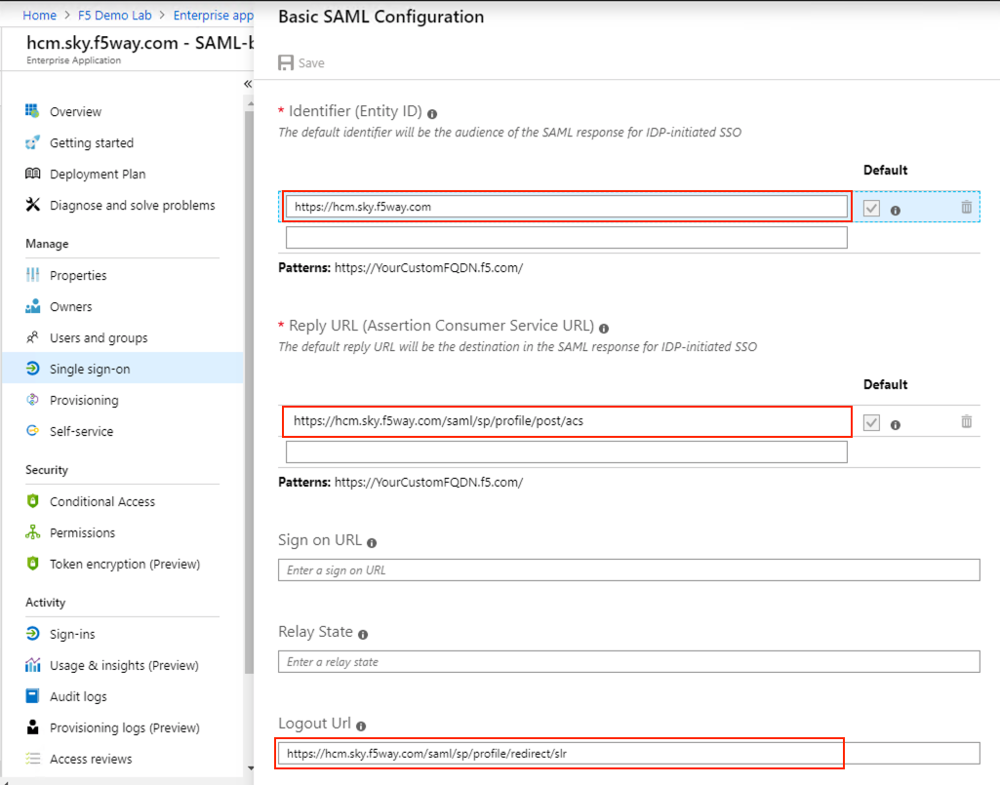 Home > F5 Demo Lab > Enterprise app
hcm.sky.f5way.com - SAML-b
Enterprise Application
«
Overview
Getting started
Deployment Plan
Diagnose and solve problems
Manage
Properties
Owners
Users and groups
Single sign-on
Provisioning
Self-service
Security
Conditional Access
Permissions
Token encryption (Preview)
Activity
Sign-ins
Usage & insights (Preview)
Audit logs
Provisioning logs (Preview)
Access reviews
Basic SAML Configuration
Save
* Identifier (Entity ID)
The default identifier will be the audience of the SAML response for IDP-initiated SSO
Default
https://hcm.sky.f5way.com
Patterns: https://YourCustomFQDN.f5.com/
* Reply URL (Assertion Consumer Service URL)
The default reply URL will be the destination in the SAML response for IDP-initiated SSO
Default
https://hcm.sky.f5way.com/saml/sp/profile/post/acs
Patterns: https://YourCustomFQDN.f5.com/
Sign on URL
Enter a sign on URL
Relay State
Enter a relay state
Logout Url
https://hcm.sky.f5way.com/saml/sp/profile/redirect/slr